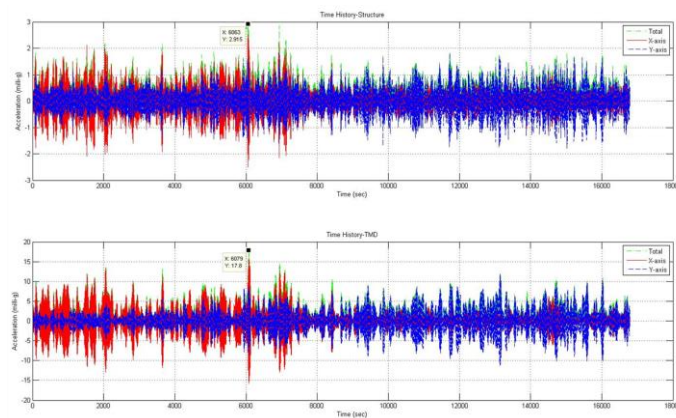 Time History-Structure
3
2
1
0
-1
-2
-3
Acceleration (milli-g)
X: 6063
Y: 2.915
Total
X-axis
Y-axis
0 2000 4000 6000 8000 10000 12000 14000 16000 18000
Time (sec)
Time History-TMD
20
15
10
5
0
-5
-10
-15
-20
Acceleration (milli-g)
X: 6079
Y: 17.8
Total
X-axis
Y-axis
0 2000 4000 6000 8000 10000 12000 14000 16000 18000
Time (sec)